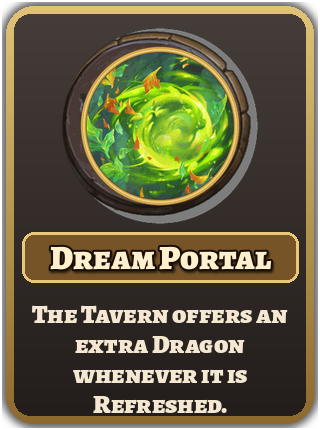 Dream Portal
The Tavern offers an
extra Dragon
whenever it is
Refreshed.